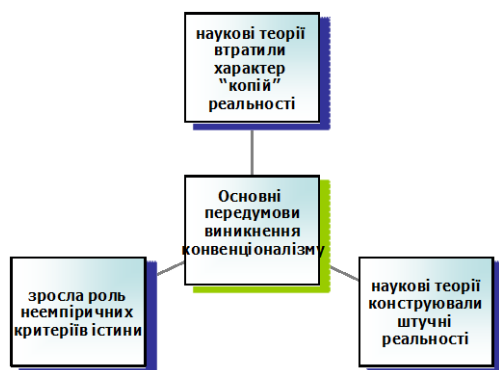 наукові теорії
втратили
характер
“копій”
реальності
Основні
передумови
виникнення
конвенціоналізму
зросла роль
неемпіричних
критеріїв істини
наукові теорії
конструювали
штучні
реальності